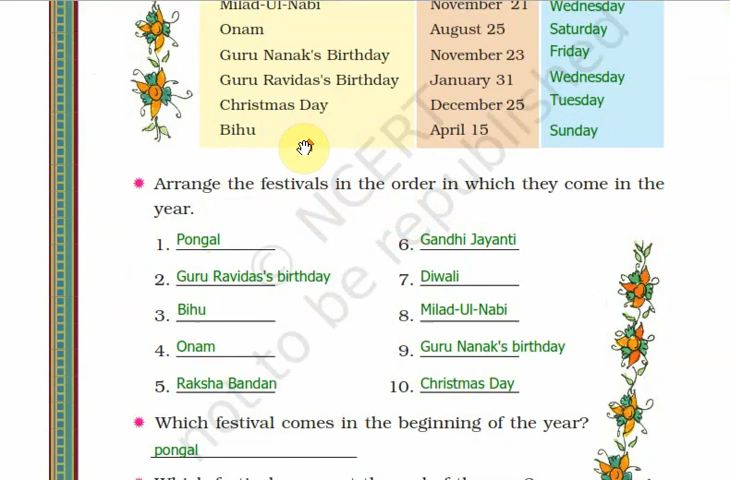 Milad-Ul-Nabi November 21 Wednesday
Onam August 25 Saturday
Guru Nanak's Birthday November 23 Friday
Guru Ravidas's Birthday January 31 Wednesday
Christmas Day December 25 Tuesday
Bihu April 15 Sunday
Arrange the festivals in the order in which they come in the
year.
1. Pongal 6. Gandhi Jayanti
2. Guru Ravidas's birthday 7. Diwali
3. Bihu 8. Milad-Ul-Nabi
4. Onam 9. Guru Nanak's birthday
5. Raksha Bandan 10. Christmas Day
Which festival comes in the beginning of the year?
pongal
© NCERT
not to be republished